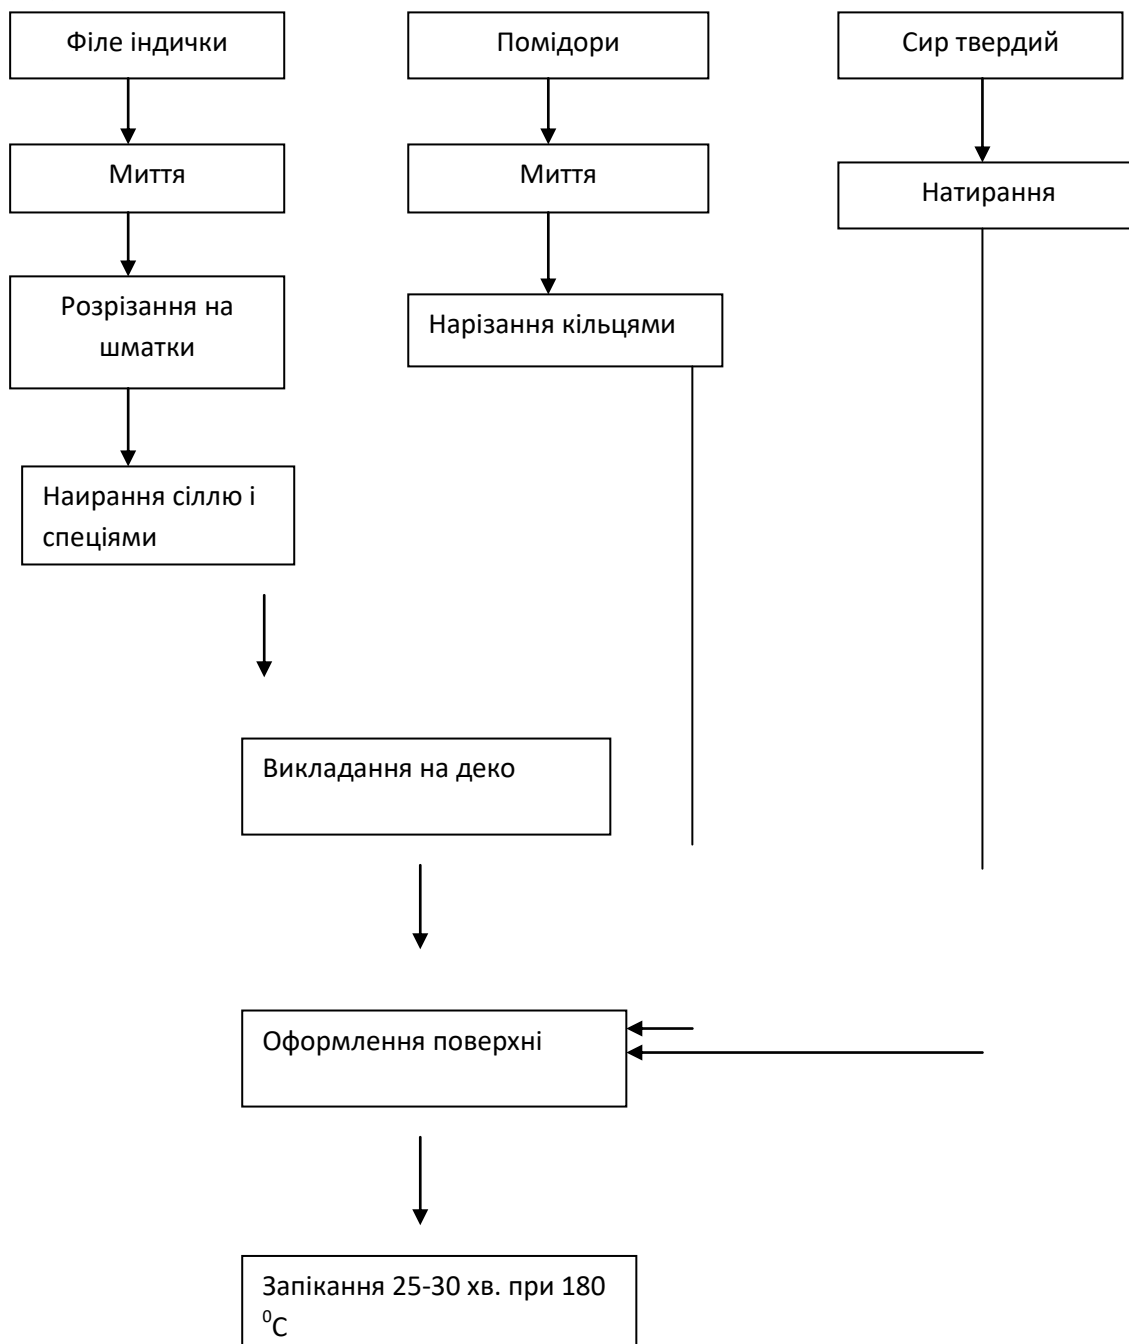 Філе індички
Помідори
Сир твердий
Миття
Миття
Натирання
Розрізання на
шматки
Нарізання кільцями
Наирання сіллю і
спеціями
Викладання на деко
Оформлення поверхні
Запікання 25-30 хв. при 180
⁰С